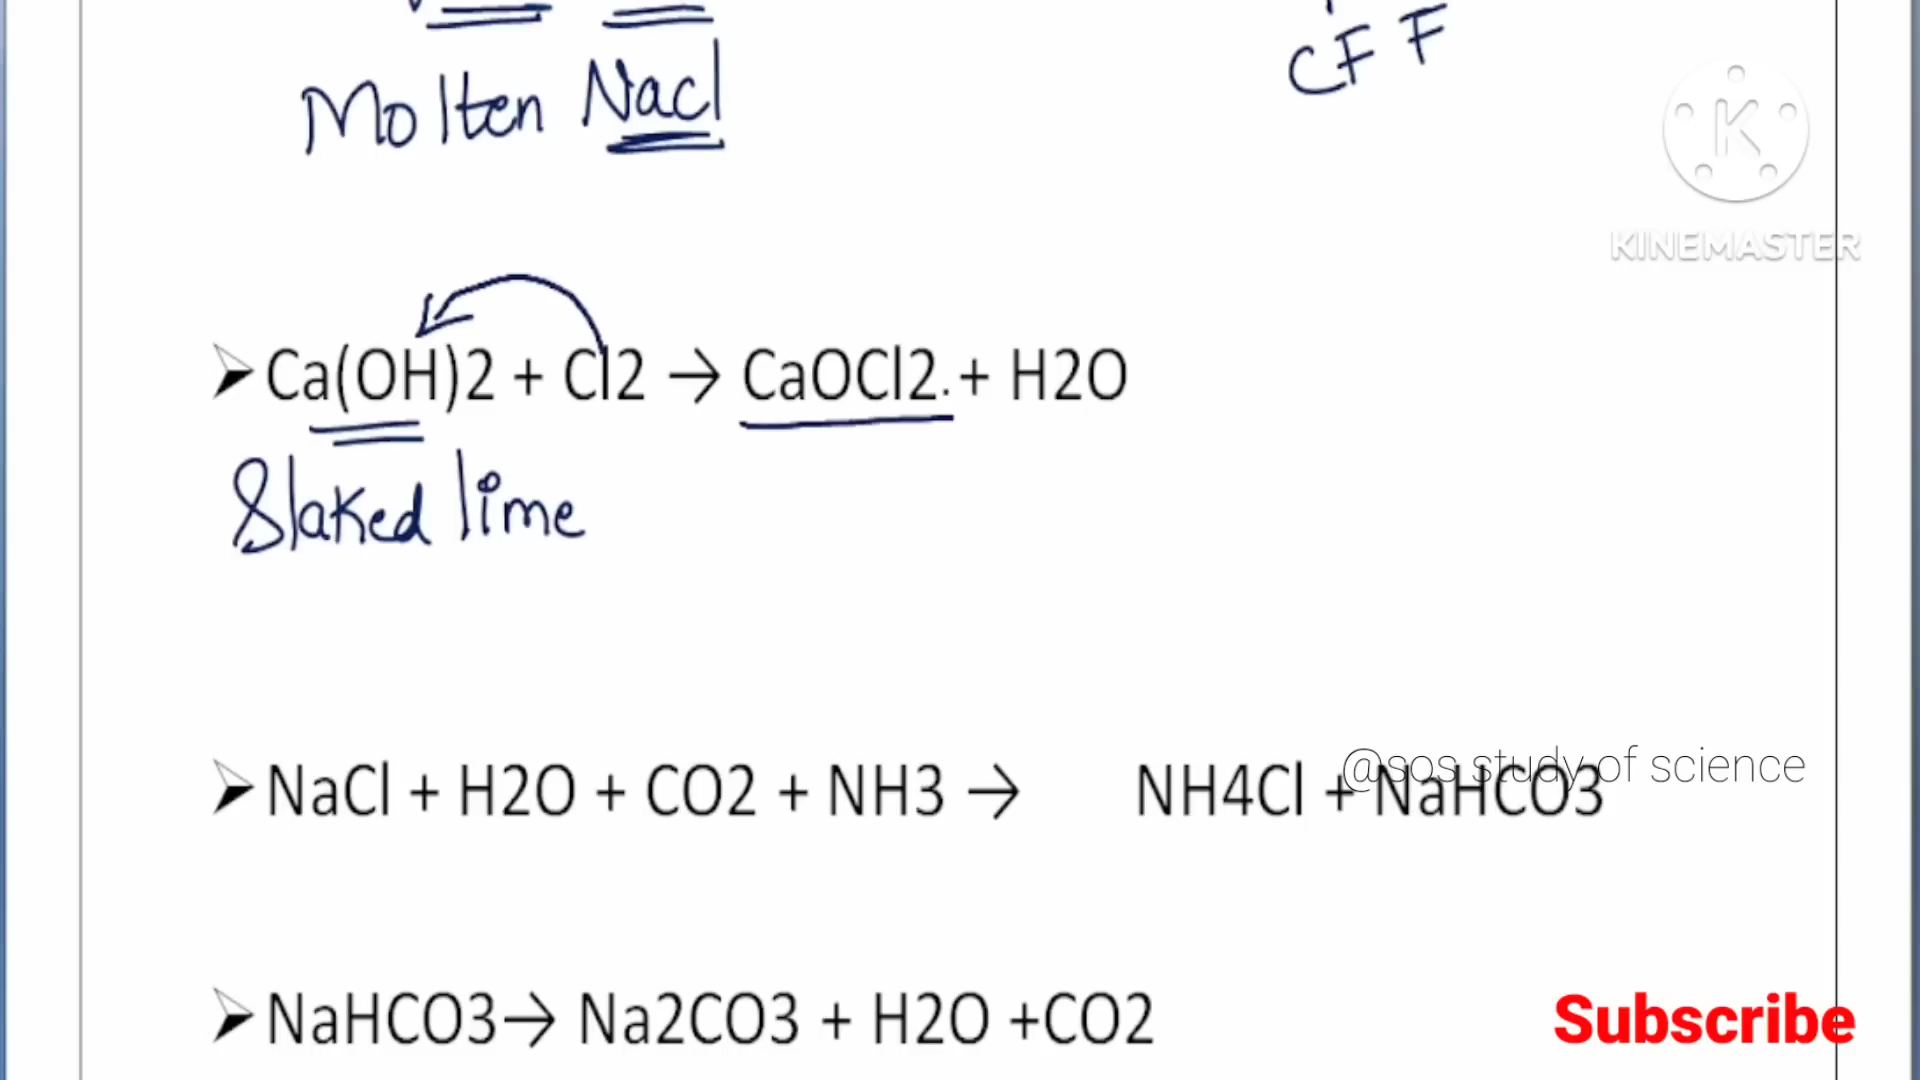 CFF
Molten Nacl
K
KINEMASTER
Ca(OH)2 + Cl2 → CaOCl2. + H2O
Slaked lime
@sos study of science
NaCl + H2O + CO2 + NH3 → NH4Cl + NaHCO3
NaHCO3→ Na2CO3 + H2O +CO2
Subscribe